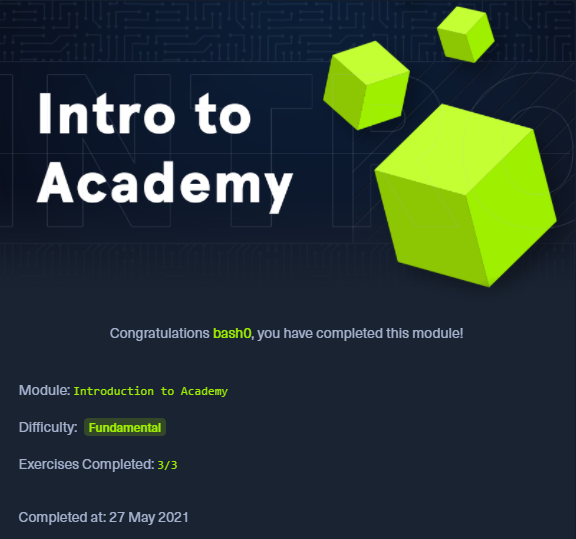 Intro to
Academy
Congratulations bash0, you have completed this module!
Module: Introduction to Academy
Difficulty: Fundamental
Exercises Completed: 3/3
Completed at: 27 May 2021